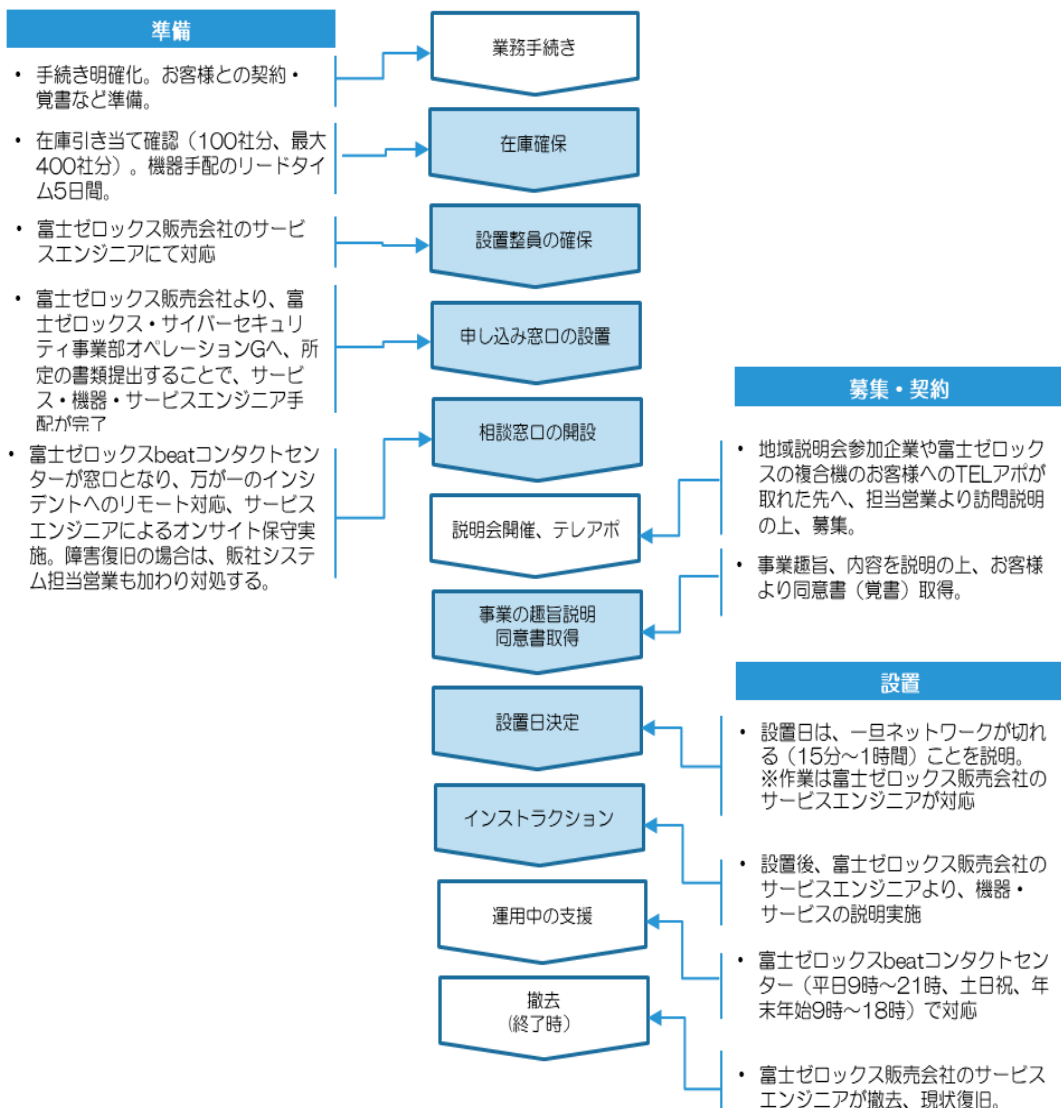 準備
• 手続き明確化。お客様との契約・
覚書など準備。
• 在庫引き当て確認（100社分、最大
400社分）。機器手配のリードタイ
ム5日間。
• 富士ゼロックス販売会社のサービ
スエンジニアにて対応
• 富士ゼロックス販売会社より、富
士ゼロックス・サイバーセキュリ
ティ事業部オペレーションGへ、所
定の書類提出することで、サービ
ス・機器・サービスエンジニア手
配が完了
• 富士ゼロックスbeatコンタクトセン
ターが窓口となり、万が一のインシ
デントへのリモート対応、サービス
エンジニアによるオンサイト保守実
施。障害復旧の場合は、販社システ
ム担当営業も加わり対処する。
業務手続き
在庫確保
設置整員の確保
申し込み窓口の設置
相談窓口の開設
説明会開催、テレアポ
事業の趣旨説明
同意書取得
設置日決定
インストラクション
運用中の支援
撤去
(終了時)
募集・契約
• 地域説明会参加企業や富士ゼロック
スの複合機のお客様へのTELアポが
取れた先へ、担当営業より訪問説明
の上、募集。
• 事業趣旨、内容を説明の上、お客様
より同意書（覚書）取得。
設置
• 設置日は、一旦ネットワークが切れ
る（15分～1時間）ことを説明。
※作業は富士ゼロックス販売会社の
サービスエンジニアが対応
• 設置後、富士ゼロックス販売会社の
サービスエンジニアより、機器・
サービスの説明実施
• 富士ゼロックスbeatコンタクトセン
ター（平日9時～21時、土日祝、年
末年始9時～18時）で対応
• 富士ゼロックス販売会社のサービス
エンジニアが撤去、現状復旧。